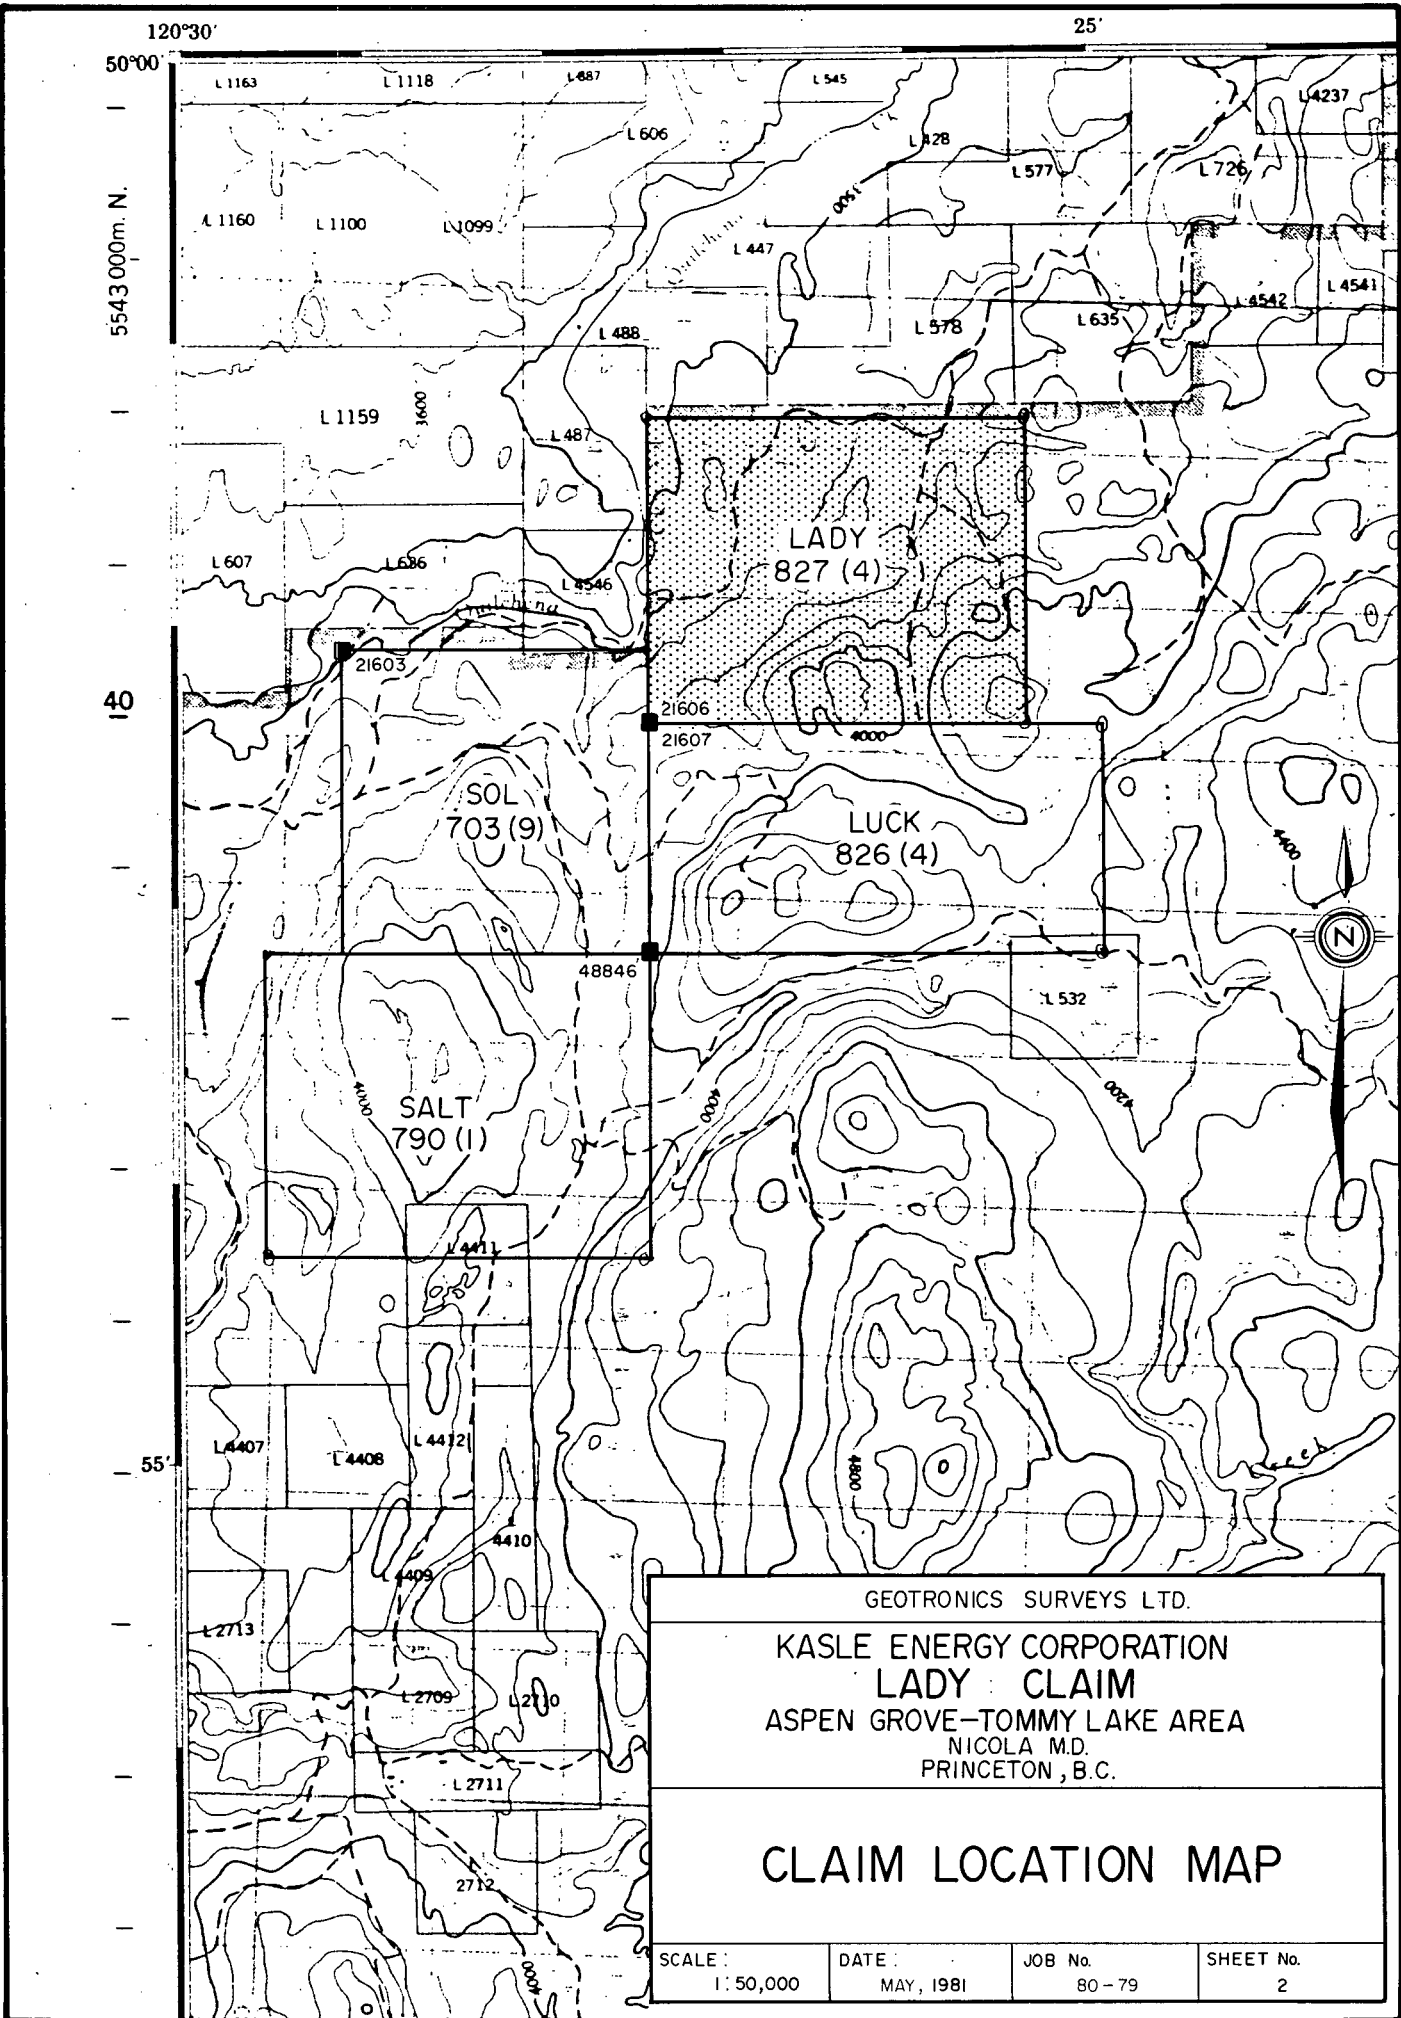 120°30'
25'
50°00'
L 1163
L 1118
L 887
L 545
L 4237
L 606
L 428
L 577
L 726
L 1160
L 1100
L 1099
1500
L 447
5543 000m. N.
L 4541
L 4542
L 488
L 578
L 635
L 1159
3600
L 487
LADY
827 (4)
L 607
L 686
L 4546
Quilchena
21603
40
21606
21607
4000
SOL
703 (9)
LUCK
826 (4)
4400
N
48846
L 532
4000
4000
4200
SALT
790 (1)
L 4411
L 4407
L 4408
L 4412
55'
4800
Creek
4410
L 4409
L 2713
L 2709
L 2710
L 2711
2712
4000
GEOTRONICS SURVEYS LTD.
KASLE ENERGY CORPORATION
LADY CLAIM
ASPEN GROVE–TOMMY LAKE AREA
NICOLA M.D.
PRINCETON, B.C.
CLAIM LOCATION MAP
SCALE: 1:50,000
DATE: MAY, 1981
JOB No. 80-79
SHEET No. 2